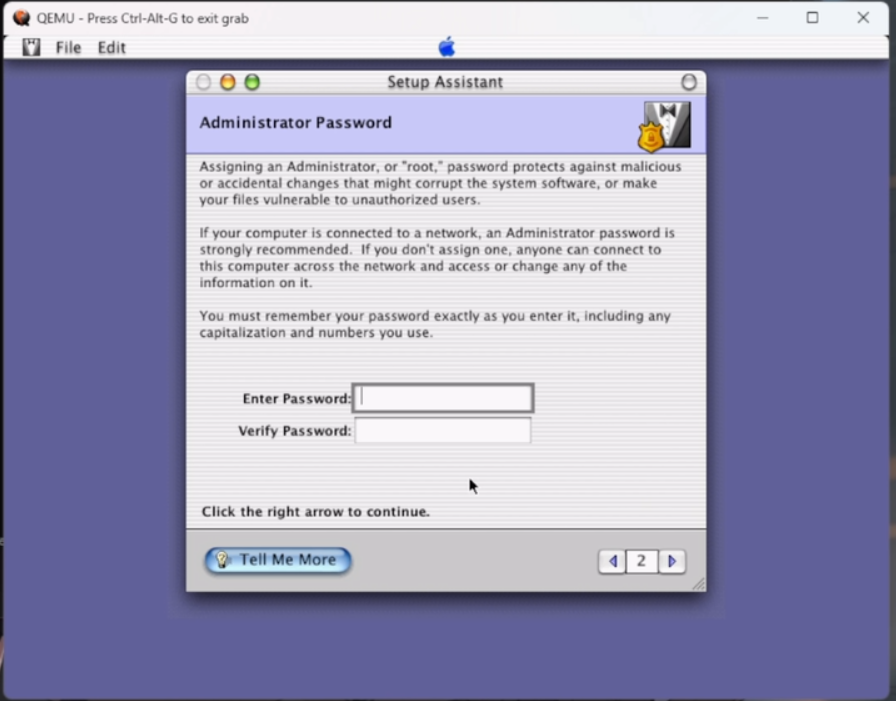 QEMU - Press Ctrl-Alt-G to exit grab
File Edit
Setup Assistant
Administrator Password
Assigning an Administrator, or "root," password protects against malicious
or accidental changes that might corrupt the system software, or make
your files vulnerable to unauthorized users.
If your computer is connected to a network, an Administrator password is
strongly recommended. If you don't assign one, anyone can connect to
this computer across the network and access or change any of the
information on it.
You must remember your password exactly as you enter it, including any
capitalization and numbers you use.
Enter Password:
Verify Password:
Click the right arrow to continue.
Tell Me More
2